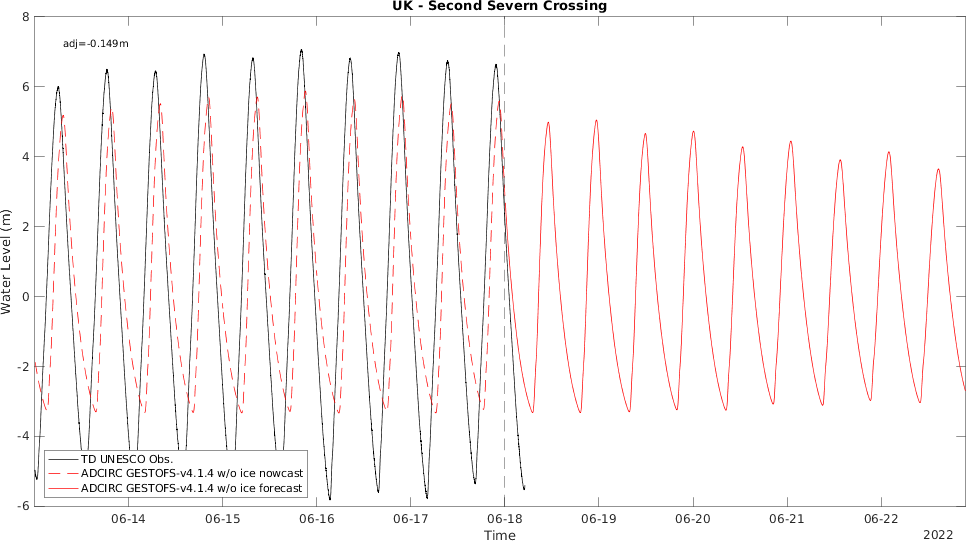 UK - Second Severn Crossing
adj=-0.149m
8
6
4
2
0
-2
-4
-6
Water Level (m)
TD UNESCO Obs.
ADCIRC GESTOFS-v4.1.4 w/o ice nowcast
ADCIRC GESTOFS-v4.1.4 w/o ice forecast
06-14 06-15 06-16 06-17 06-18 06-19 06-20 06-21 06-22
Time
2022